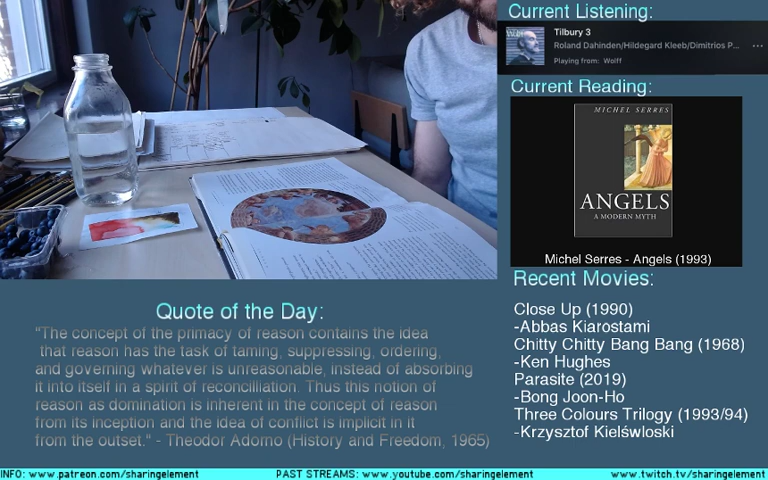 Current Listening:
Tilbury 3
Roland Dahinden/Hildegard Kleeb/Dimitrios P...
Playing from: Wolff
Current Reading:
MICHEL SERRES
ANGELS
A MODERN MYTH
Michel Serres - Angels (1993)
Recent Movies:
Close Up (1990)
-Abbas Kiarostami
Chitty Chitty Bang Bang (1968)
-Ken Hughes
Parasite (2019)
-Bong Joon-Ho
Three Colours Trilogy (1993/94)
-Krzysztof Kielśwloski
Quote of the Day:
"The concept of the primacy of reason contains the idea
that reason has the task of taming, suppressing, ordering,
and governing whatever is unreasonable, instead of absorbing
it into itself in a spirit of reconcilliation. Thus this notion of
reason as domination is inherent in the concept of reason
from its inception and the idea of conflict is implicit in it
from the outset." - Theodor Adorno (History and Freedom, 1965)
INFO: www.patreon.com/sharingelement
PAST STREAMS: www.youtube.com/sharingelement
www.twitch.tv/sharingelement